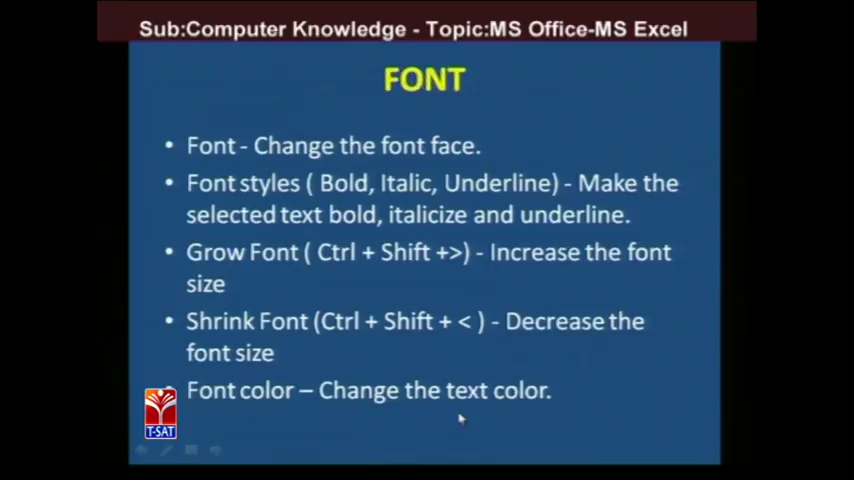 Sub:Computer Knowledge - Topic:MS Office-MS Excel
FONT
• Font - Change the font face.
• Font styles ( Bold, Italic, Underline) - Make the
selected text bold, italicize and underline.
• Grow Font ( Ctrl + Shift +>) - Increase the font
size
• Shrink Font (Ctrl + Shift + < ) - Decrease the
font size
• Font color – Change the text color.
T-SAT